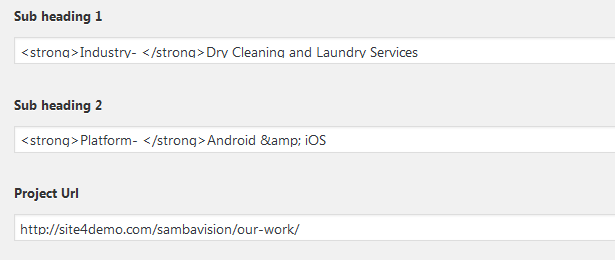 Sub heading 1
<strong>Industry- </strong>Dry Cleaning and Laundry Services
Sub heading 2
<strong>Platform- </strong>Android &amp; iOS
Project Url
http://site4demo.com/sambavision/our-work/